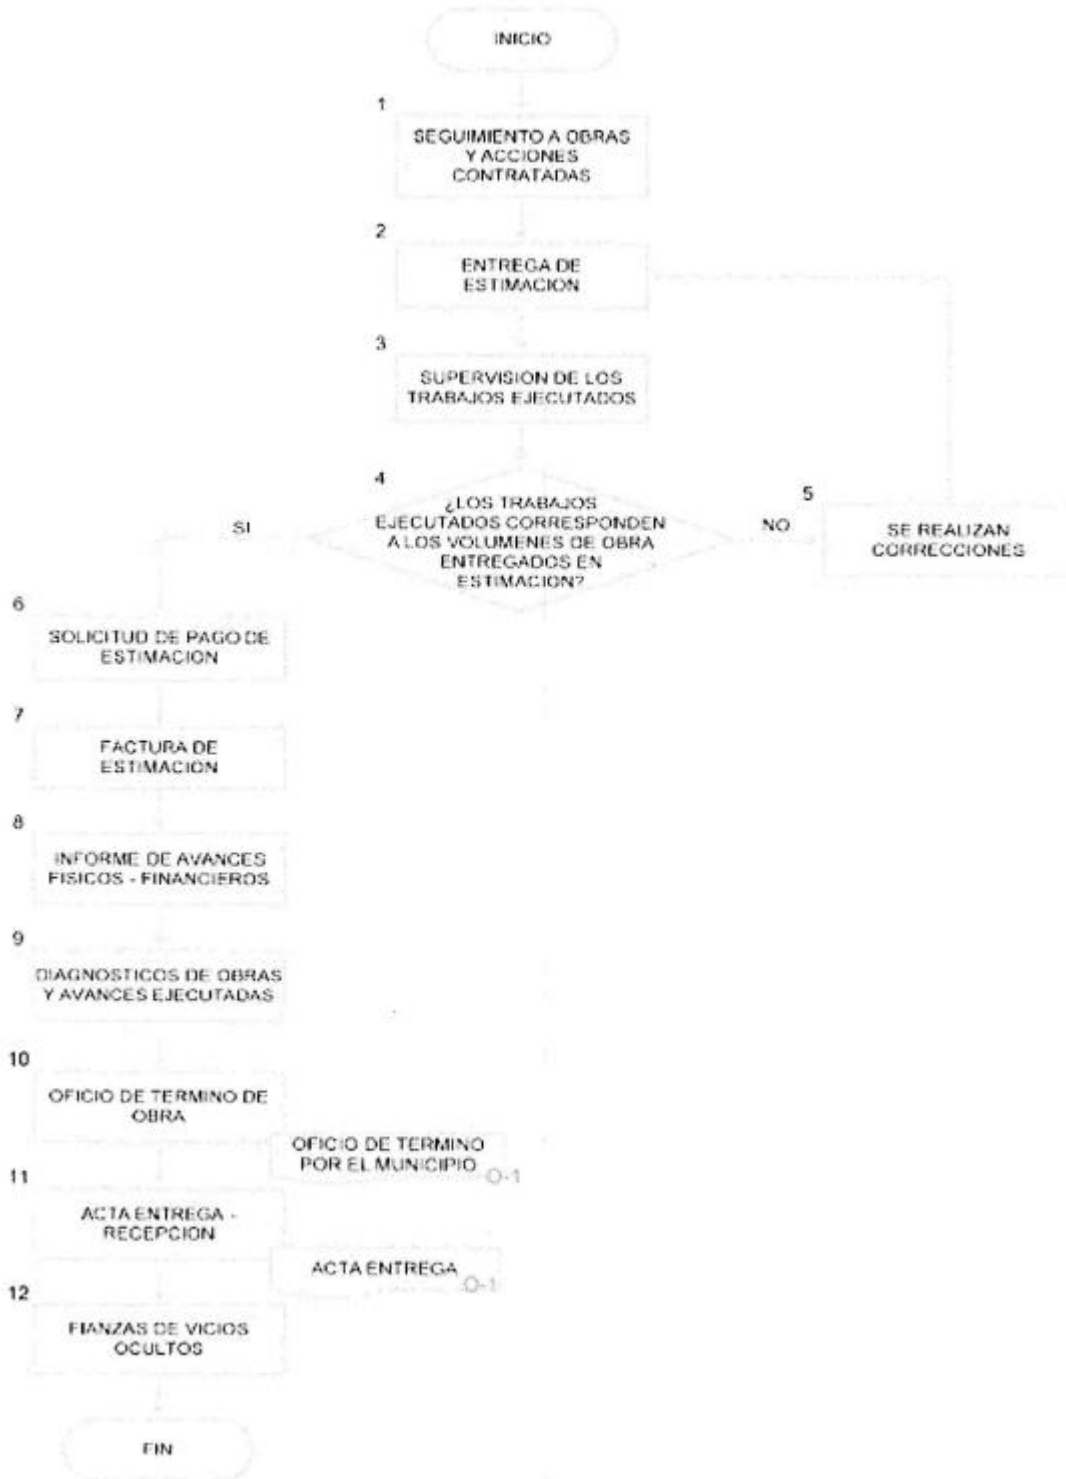 INICIO
1
SEGUIMIENTO A OBRAS
Y ACCIONES
CONTRATADAS
2
ENTREGA DE
ESTIMACION
3
SUPERVISION DE LOS
TRABAJOS EJECUTADOS
4
¿LOS TRABAJOS
EJECUTADOS CORRESPONDEN
A LOS VOLUMENES DE OBRA
ENTREGADOS EN
ESTIMACION?
SI
NO
5
SE REALIZAN
CORRECCIONES
6
SOLICITUD DE PAGO DE
ESTIMACION
7
FACTURA DE
ESTIMACION
8
INFORME DE AVANCES
FISICOS - FINANCIEROS
9
DIAGNOSTICOS DE OBRAS
Y AVANCES EJECUTADAS
10
OFICIO DE TERMINO DE
OBRA
OFICIO DE TERMINO
POR EL MUNICIPIO
O-1
11
ACTA ENTREGA -
RECEPCION
ACTA ENTREGA
O-1
12
FIANZAS DE VICIOS
OCULTOS
FIN